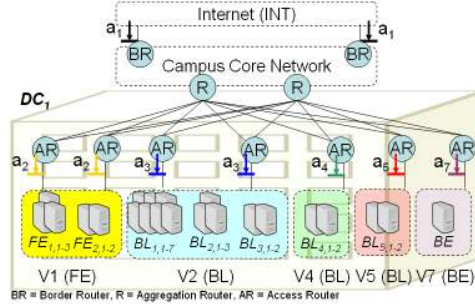 Internet (INT)
a1 a1
BR BR
Campus Core Network
R R
DC1
AR AR AR AR AR AR AR
a2 a2 a3 a3 a4 a5 a7
FE1,1-3 FE2,1-2 BL1,1-7 BL2,1-3 BL3,1-2 BL4,1-2 BL5,1-2 BE
V1 (FE) V2 (BL) V4 (BL) V5 (BL) V7 (BE)
BR = Border Router, R = Aggregation Router, AR = Access Router